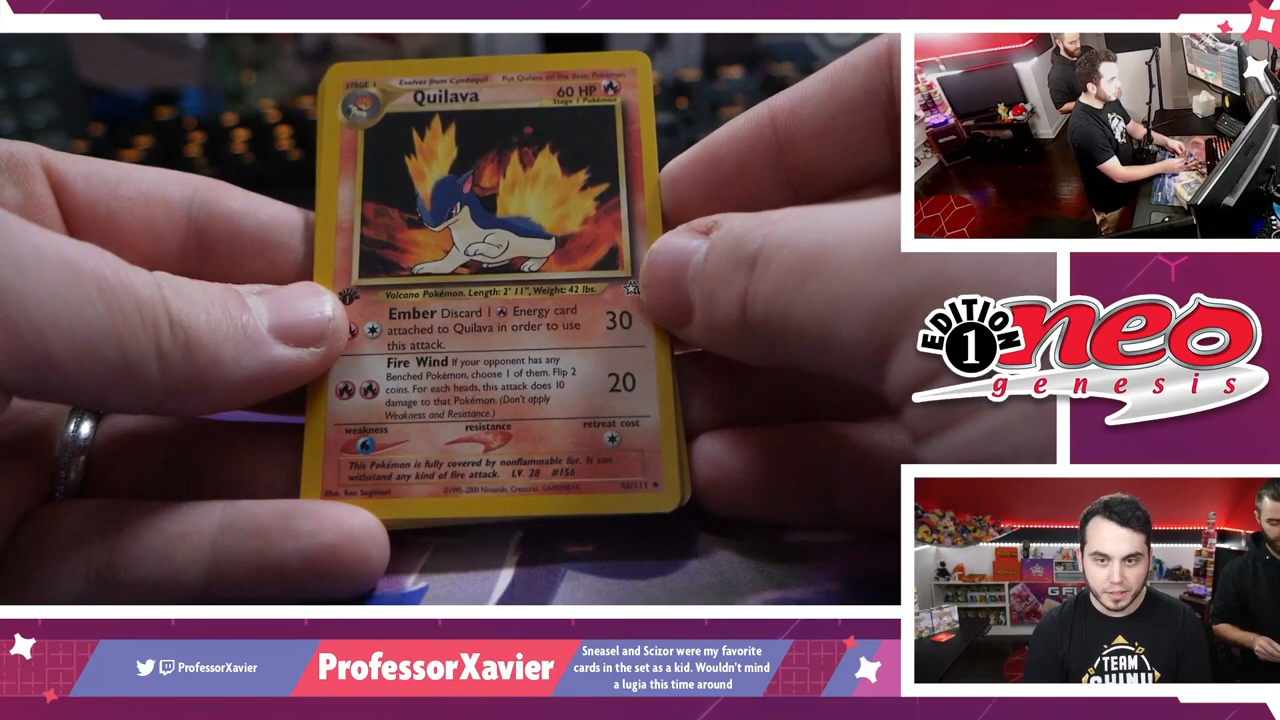 STAGE 1 Evolves from Cyndaquil Put Quilava on the Basic Pokémon
Quilava 60 HP
Stage 1 Pokémon
Volcano Pokémon. Length: 2' 11", Weight: 42 lbs.
Ember Discard 1 Energy card
attached to Quilava in order to use
this attack.
30
Fire Wind If your opponent has any
Benched Pokémon, choose 1 of them. Flip 2
coins. For each heads, this attack does 10
damage to that Pokémon. (Don't apply
Weakness and Resistance.)
20
weakness resistance retreat cost
This Pokémon is fully covered by nonflammable fur. It can
withstand any kind of fire attack. LV. 28 #156
Illus. Ken Sugimori ©1995-2000 Nintendo, Creatures, GAMEFREAK.
EDITION
1
neo
genesis
GFU
TEAM
ProfessorXavier
ProfessorXavier
Sneasel and Scizor were my favorite
cards in the set as a kid. Wouldn't mind
a lugia this time around